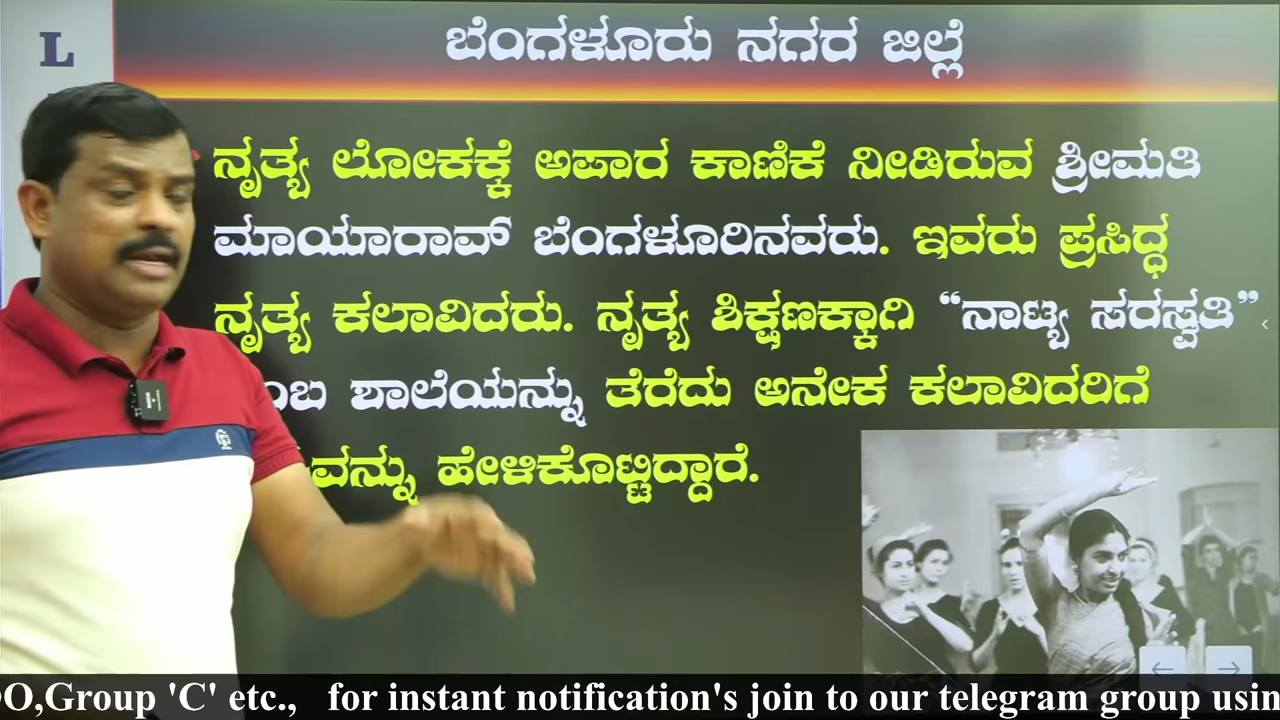 L
ಬೆಂಗಳೂರು ನಗರ ಜಿಲ್ಲೆ
ನೃತ್ಯ ಲೋಕಕ್ಕೆ ಅಪಾರ ಕಾಣಿಕೆ ನೀಡಿರುವ ಶ್ರೀಮತಿ
ಮಾಯಾರಾವ್ ಬೆಂಗಳೂರಿನವರು. ಇವರು ಪ್ರಸಿದ್ಧ
ನೃತ್ಯ ಕಲಾವಿದರು. ನೃತ್ಯ ಶಿಕ್ಷಣಕ್ಕಾಗಿ “ನಾಟ್ಯ ಸರಸ್ವತಿ”
ಂಬ ಶಾಲೆಯನ್ನು ತೆರೆದು ಅನೇಕ ಕಲಾವಿದರಿಗೆ
ವನ್ನು ಹೇಳಿಕೊಟ್ಟಿದ್ದಾರೆ.
OO,Group 'C' etc., for instant notification's join to our telegram group usin